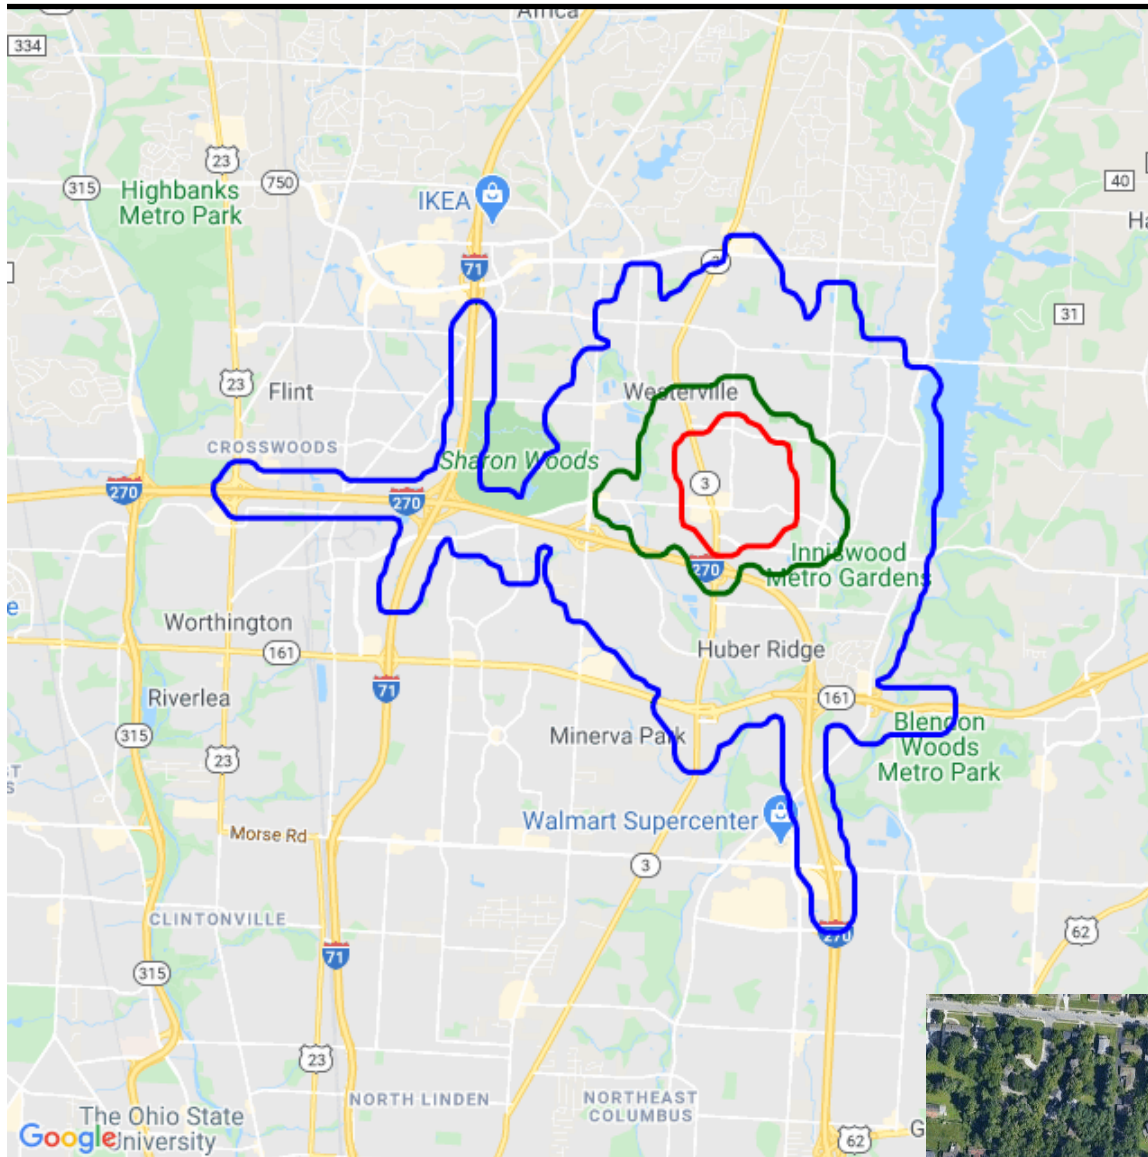 Africa
334
23
315
750
Highbanks
Metro Park
IKEA
40
Ha
71
3
31
23
Flint
Westerville
CROSSWOODS
Sharon Woods
270
270
3
Inniswood
Metro Gardens
270
e
Worthington
161
Huber Ridge
71
161
Riverlea
315
Minerva Park
Blendon
Woods
Metro Park
23
ST
S
Walmart Supercenter
Morse Rd
3
CLINTONVILLE
270
62
71
315
23
NORTH LINDEN
NORTHEAST
COLUMBUS
The Ohio State
University
Google
62
G